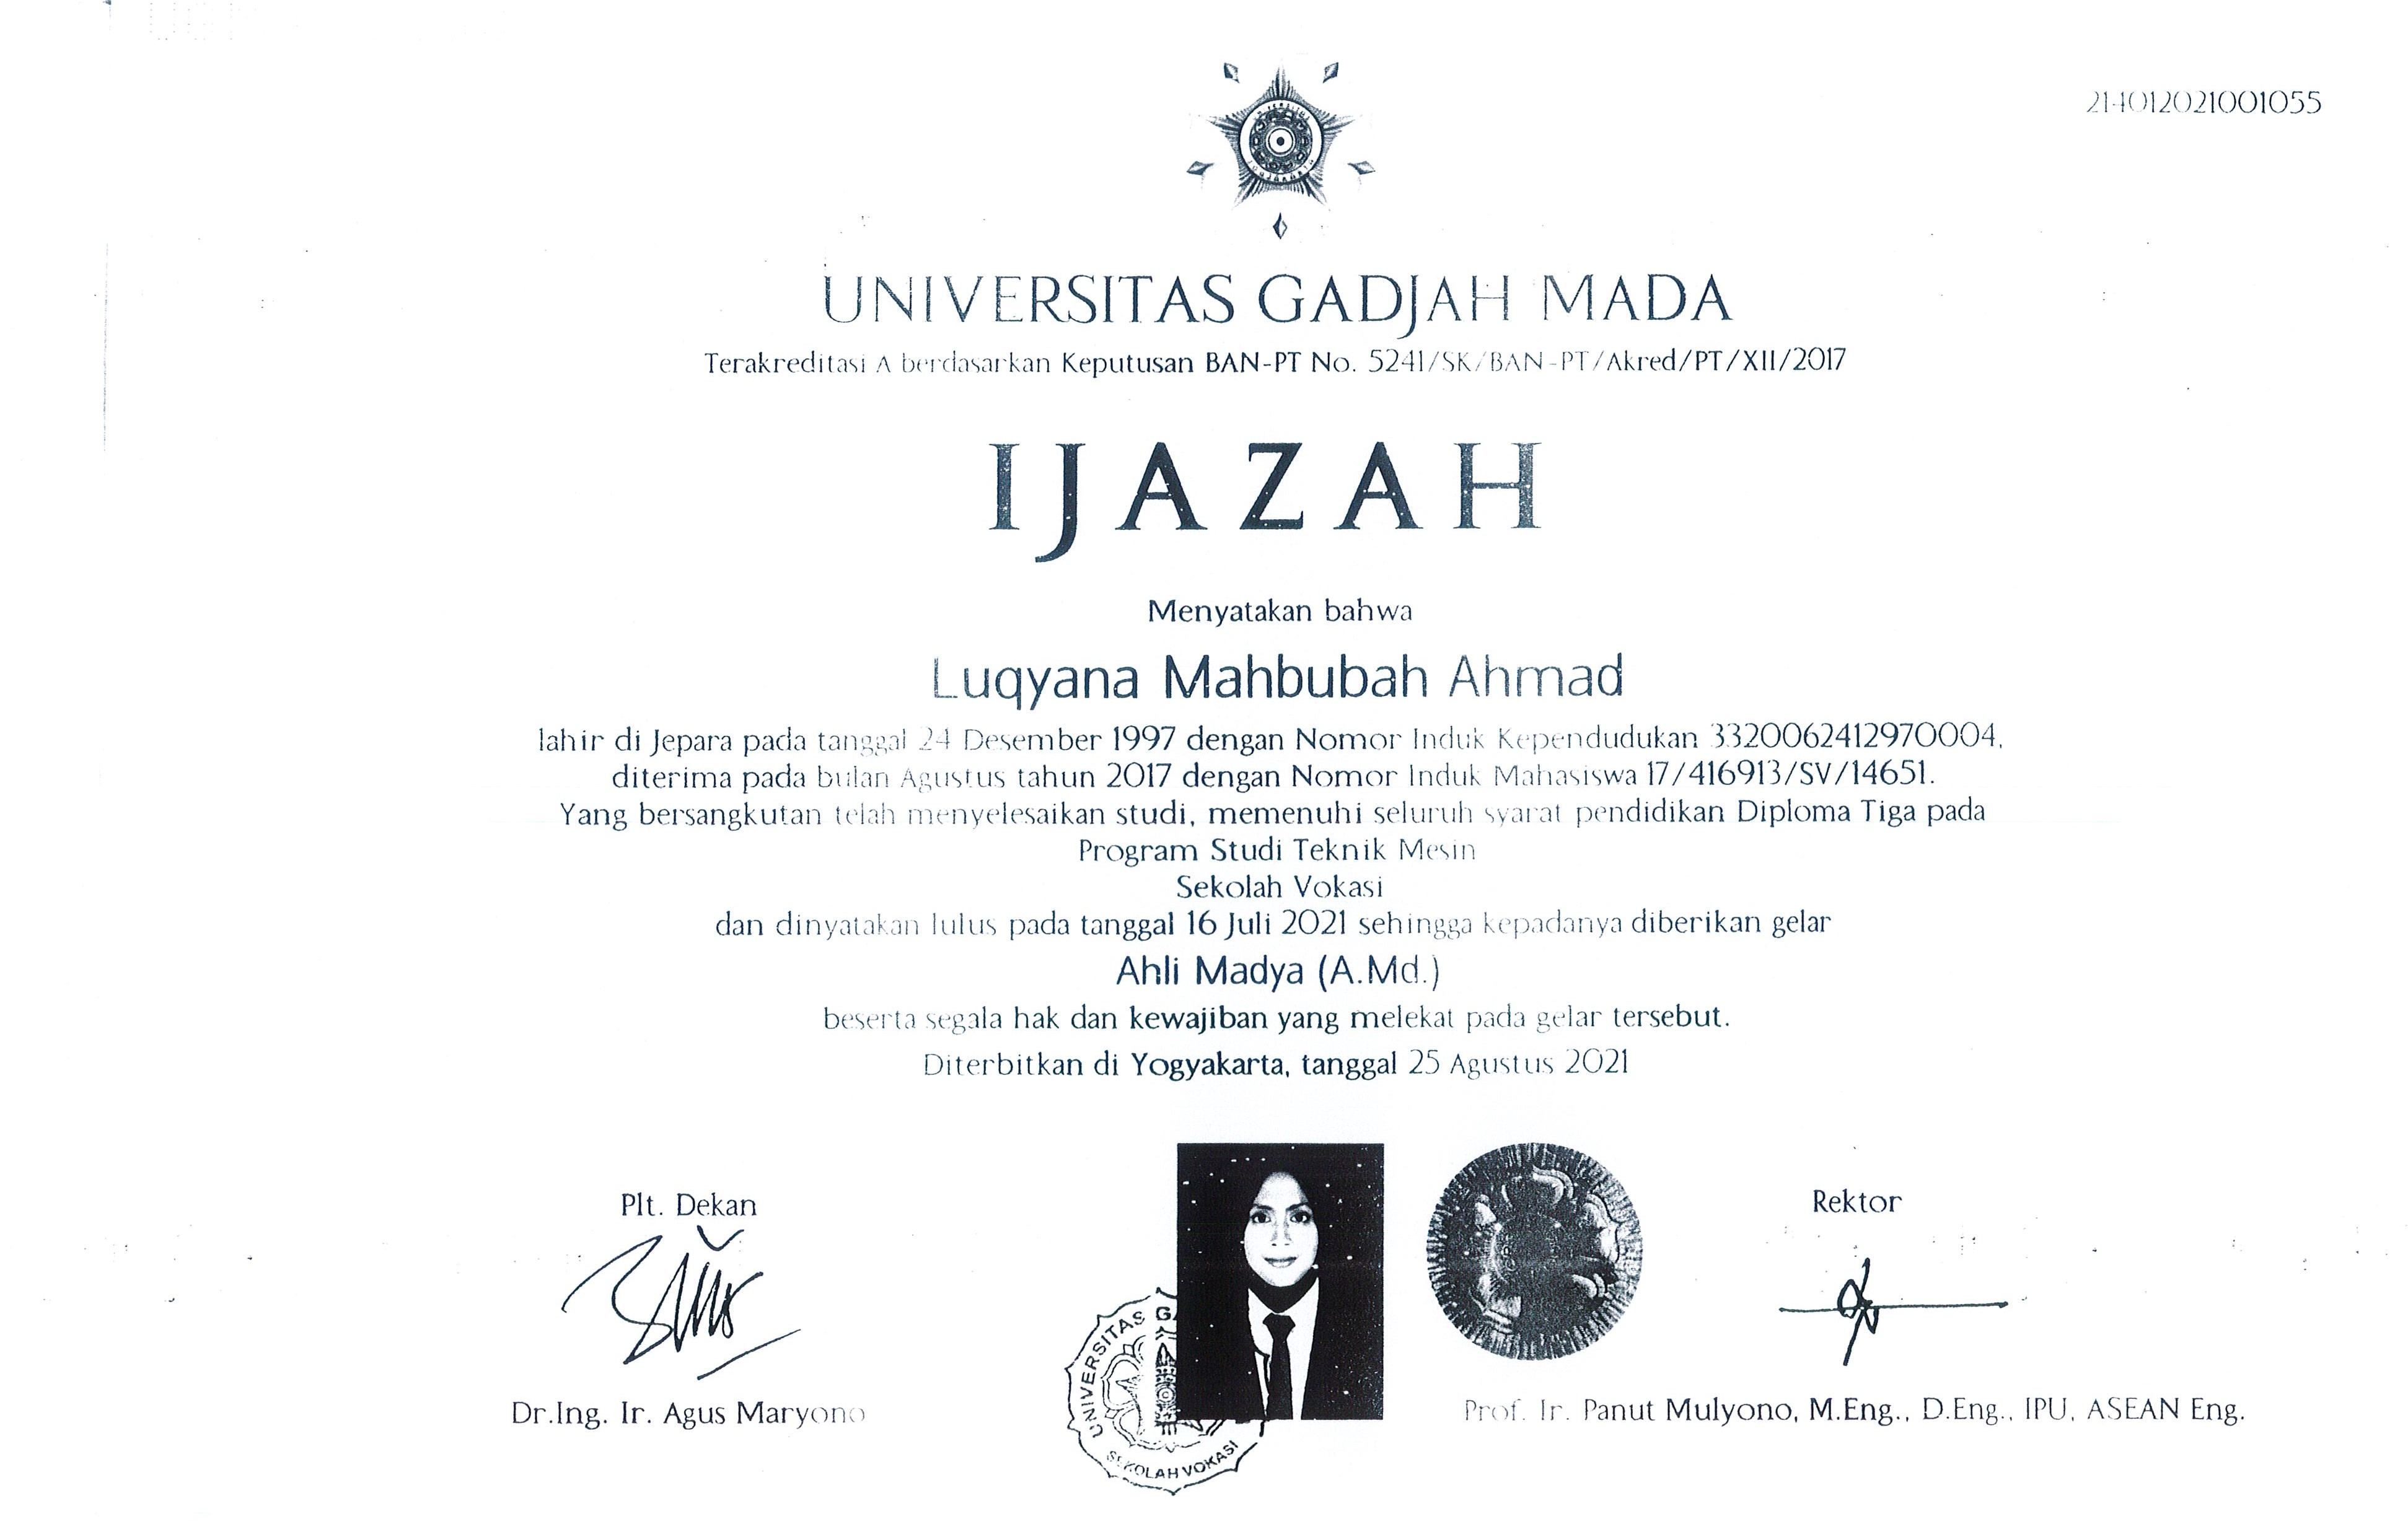 214012021001055
UNIVERSITAS GADJAH MADA
Terakreditasi A berdasarkan Keputusan BAN-PT No. 5241/SK/BAN-PT/Akred/PT/XII/2017
IJAZAH
Menyatakan bahwa
Luqyana Mahbubah Ahmad
lahir di Jepara pada tanggal 24 Desember 1997 dengan Nomor Induk Kependudukan 3320062412970004,
diterima pada bulan Agustus tahun 2017 dengan Nomor Induk Mahasiswa 17/416913/SV/14651.
Yang bersangkutan telah menyelesaikan studi, memenuhi seluruh syarat pendidikan Diploma Tiga pada
Program Studi Teknik Mesin
Sekolah Vokasi
dan dinyatakan lulus pada tanggal 16 Juli 2021 sehingga kepadanya diberikan gelar
Ahli Madya (A.Md.)
beserta segala hak dan kewajiban yang melekat pada gelar tersebut.
Diterbitkan di Yogyakarta, tanggal 25 Agustus 2021
Plt. Dekan
Rektor
Dr.Ing. Ir. Agus Maryono
Prof. Ir. Panut Mulyono, M.Eng., D.Eng., IPU, ASEAN Eng.
UNIVERSITAS GA
SEKOLAH VOKASI